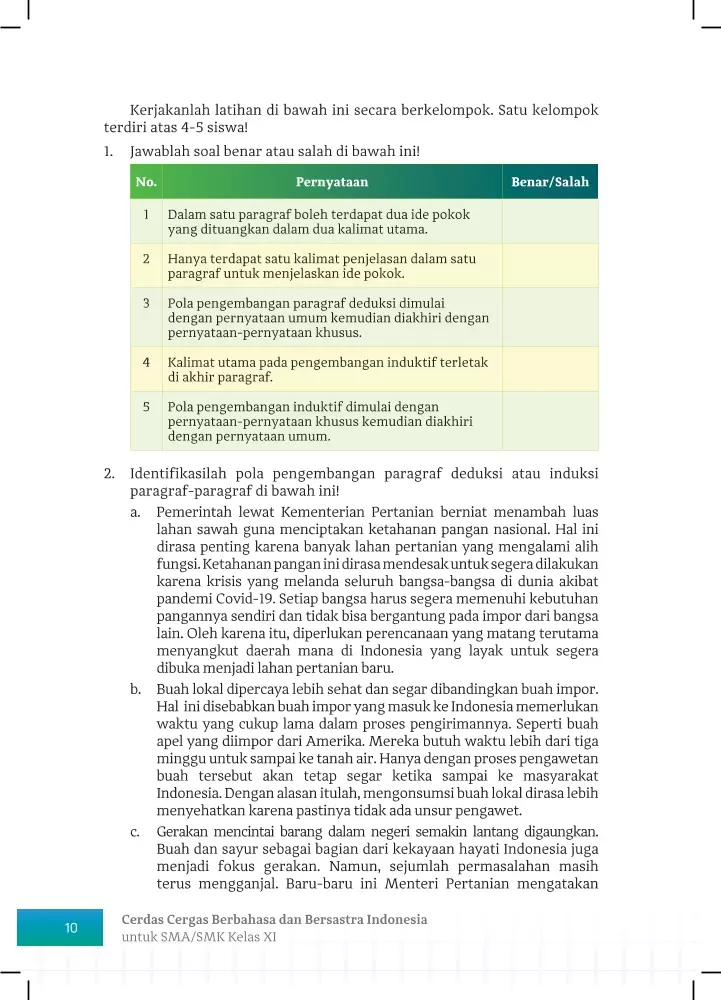 Kerjakanlah latihan di bawah ini secara berkelompok. Satu kelompok
terdiri atas 4-5 siswa!
1. Jawablah soal benar atau salah di bawah ini!
No. Pernyataan Benar/Salah
1 Dalam satu paragraf boleh terdapat dua ide pokok
yang dituangkan dalam dua kalimat utama.
2 Hanya terdapat satu kalimat penjelasan dalam satu
paragraf untuk menjelaskan ide pokok.
3 Pola pengembangan paragraf deduksi dimulai
dengan pernyataan umum kemudian diakhiri dengan
pernyataan-pernyataan khusus.
4 Kalimat utama pada pengembangan induktif terletak
di akhir paragraf.
5 Pola pengembangan induktif dimulai dengan
pernyataan-pernyataan khusus kemudian diakhiri
dengan pernyataan umum.
2. Identifikasilah pola pengembangan paragraf deduksi atau induksi
paragraf-paragraf di bawah ini!
a. Pemerintah lewat Kementerian Pertanian berniat menambah luas
lahan sawah guna menciptakan ketahanan pangan nasional. Hal ini
dirasa penting karena banyak lahan pertanian yang mengalami alih
fungsi. Ketahanan pangan ini dirasa mendesak untuk segera dilakukan
karena krisis yang melanda seluruh bangsa-bangsa di dunia akibat
pandemi Covid-19. Setiap bangsa harus segera memenuhi kebutuhan
pangannya sendiri dan tidak bisa bergantung pada impor dari bangsa
lain. Oleh karena itu, diperlukan perencanaan yang matang terutama
menyangkut daerah mana di Indonesia yang layak untuk segera
dibuka menjadi lahan pertanian baru.
b. Buah lokal dipercaya lebih sehat dan segar dibandingkan buah impor.
Hal ini disebabkan buah impor yang masuk ke Indonesia memerlukan
waktu yang cukup lama dalam proses pengirimannya. Seperti buah
apel yang diimpor dari Amerika. Mereka butuh waktu lebih dari tiga
minggu untuk sampai ke tanah air. Hanya dengan proses pengawetan
buah tersebut akan tetap segar ketika sampai ke masyarakat
Indonesia. Dengan alasan itulah, mengonsumsi buah lokal dirasa lebih
menyehatkan karena pastinya tidak ada unsur pengawet.
c. Gerakan mencintai barang dalam negeri semakin lantang digaungkan.
Buah dan sayur sebagai bagian dari kekayaan hayati Indonesia juga
menjadi fokus gerakan. Namun, sejumlah permasalahan masih
terus mengganjal. Baru-baru ini Menteri Pertanian mengatakan
10
Cerdas Cergas Berbahasa dan Bersastra Indonesia
untuk SMA/SMK Kelas XI